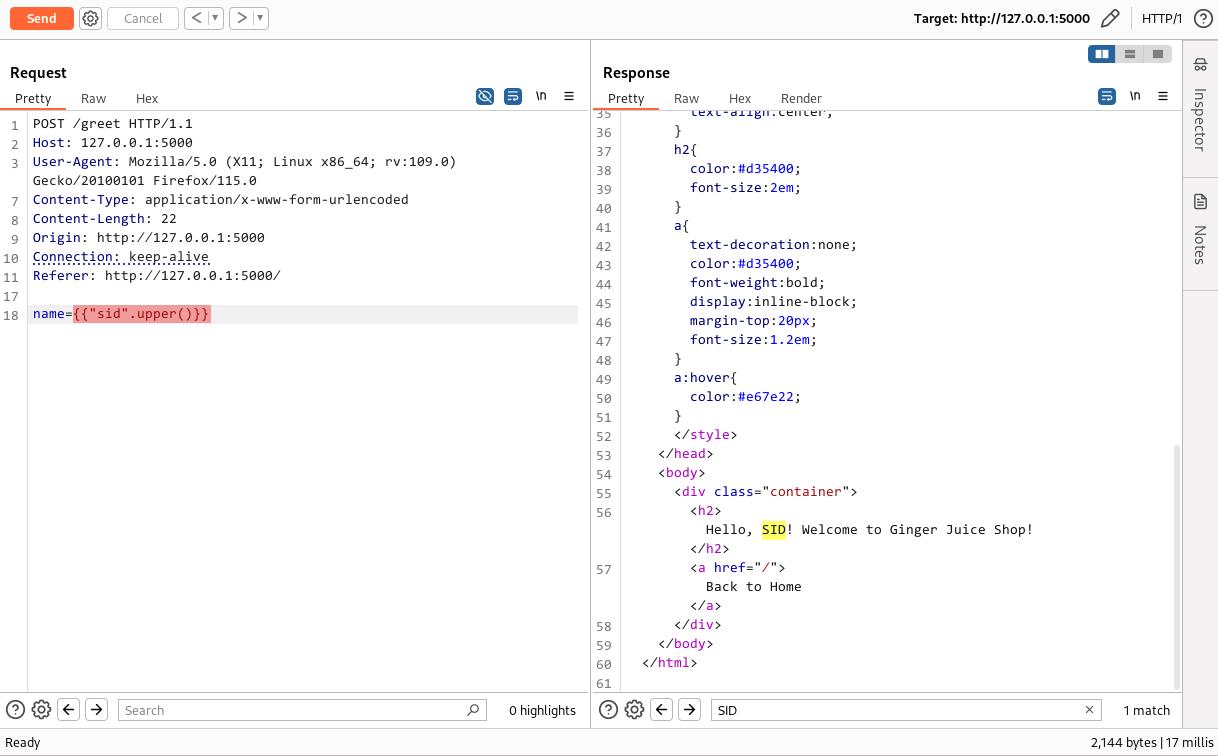 Send
Cancel
< ▼
> ▼
Target: http://127.0.0.1:5000
HTTP/1
Request
Pretty Raw Hex
\n
1 POST /greet HTTP/1.1
2 Host: 127.0.0.1:5000
3 User-Agent: Mozilla/5.0 (X11; Linux x86_64; rv:109.0)
Gecko/20100101 Firefox/115.0
7 Content-Type: application/x-www-form-urlencoded
8 Content-Length: 22
9 Origin: http://127.0.0.1:5000
10 Connection: keep-alive
11 Referer: http://127.0.0.1:5000/
17
18 name={{"sid".upper()}}
Search
0 highlights
Response
Pretty Raw Hex Render
\n
35 text-align:center;
36 }
37 h2{
38 color:#d35400;
39 font-size:2em;
40 }
41 a{
42 text-decoration:none;
43 color:#d35400;
44 font-weight:bold;
45 display:inline-block;
46 margin-top:20px;
47 font-size:1.2em;
48 }
49 a:hover{
50 color:#e67e22;
51 }
52 </style>
53 </head>
54 <body>
55 <div class="container">
56 <h2>
Hello, SID! Welcome to Ginger Juice Shop!
</h2>
57 <a href="/">
Back to Home
</a>
58 </div>
59 </body>
60 </html>
61
SID
1 match
Inspector
Notes
Ready
2,144 bytes | 17 millis